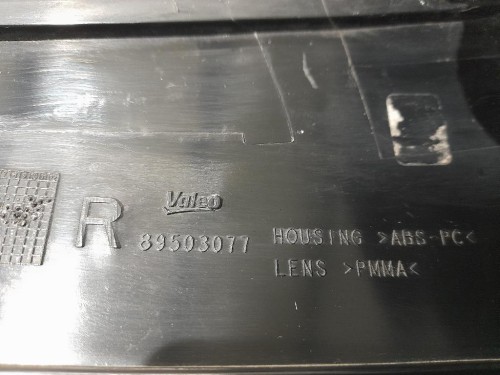 Valeo
R
89503077 HOUSING >ABS-PC<
LENS >PMMA<